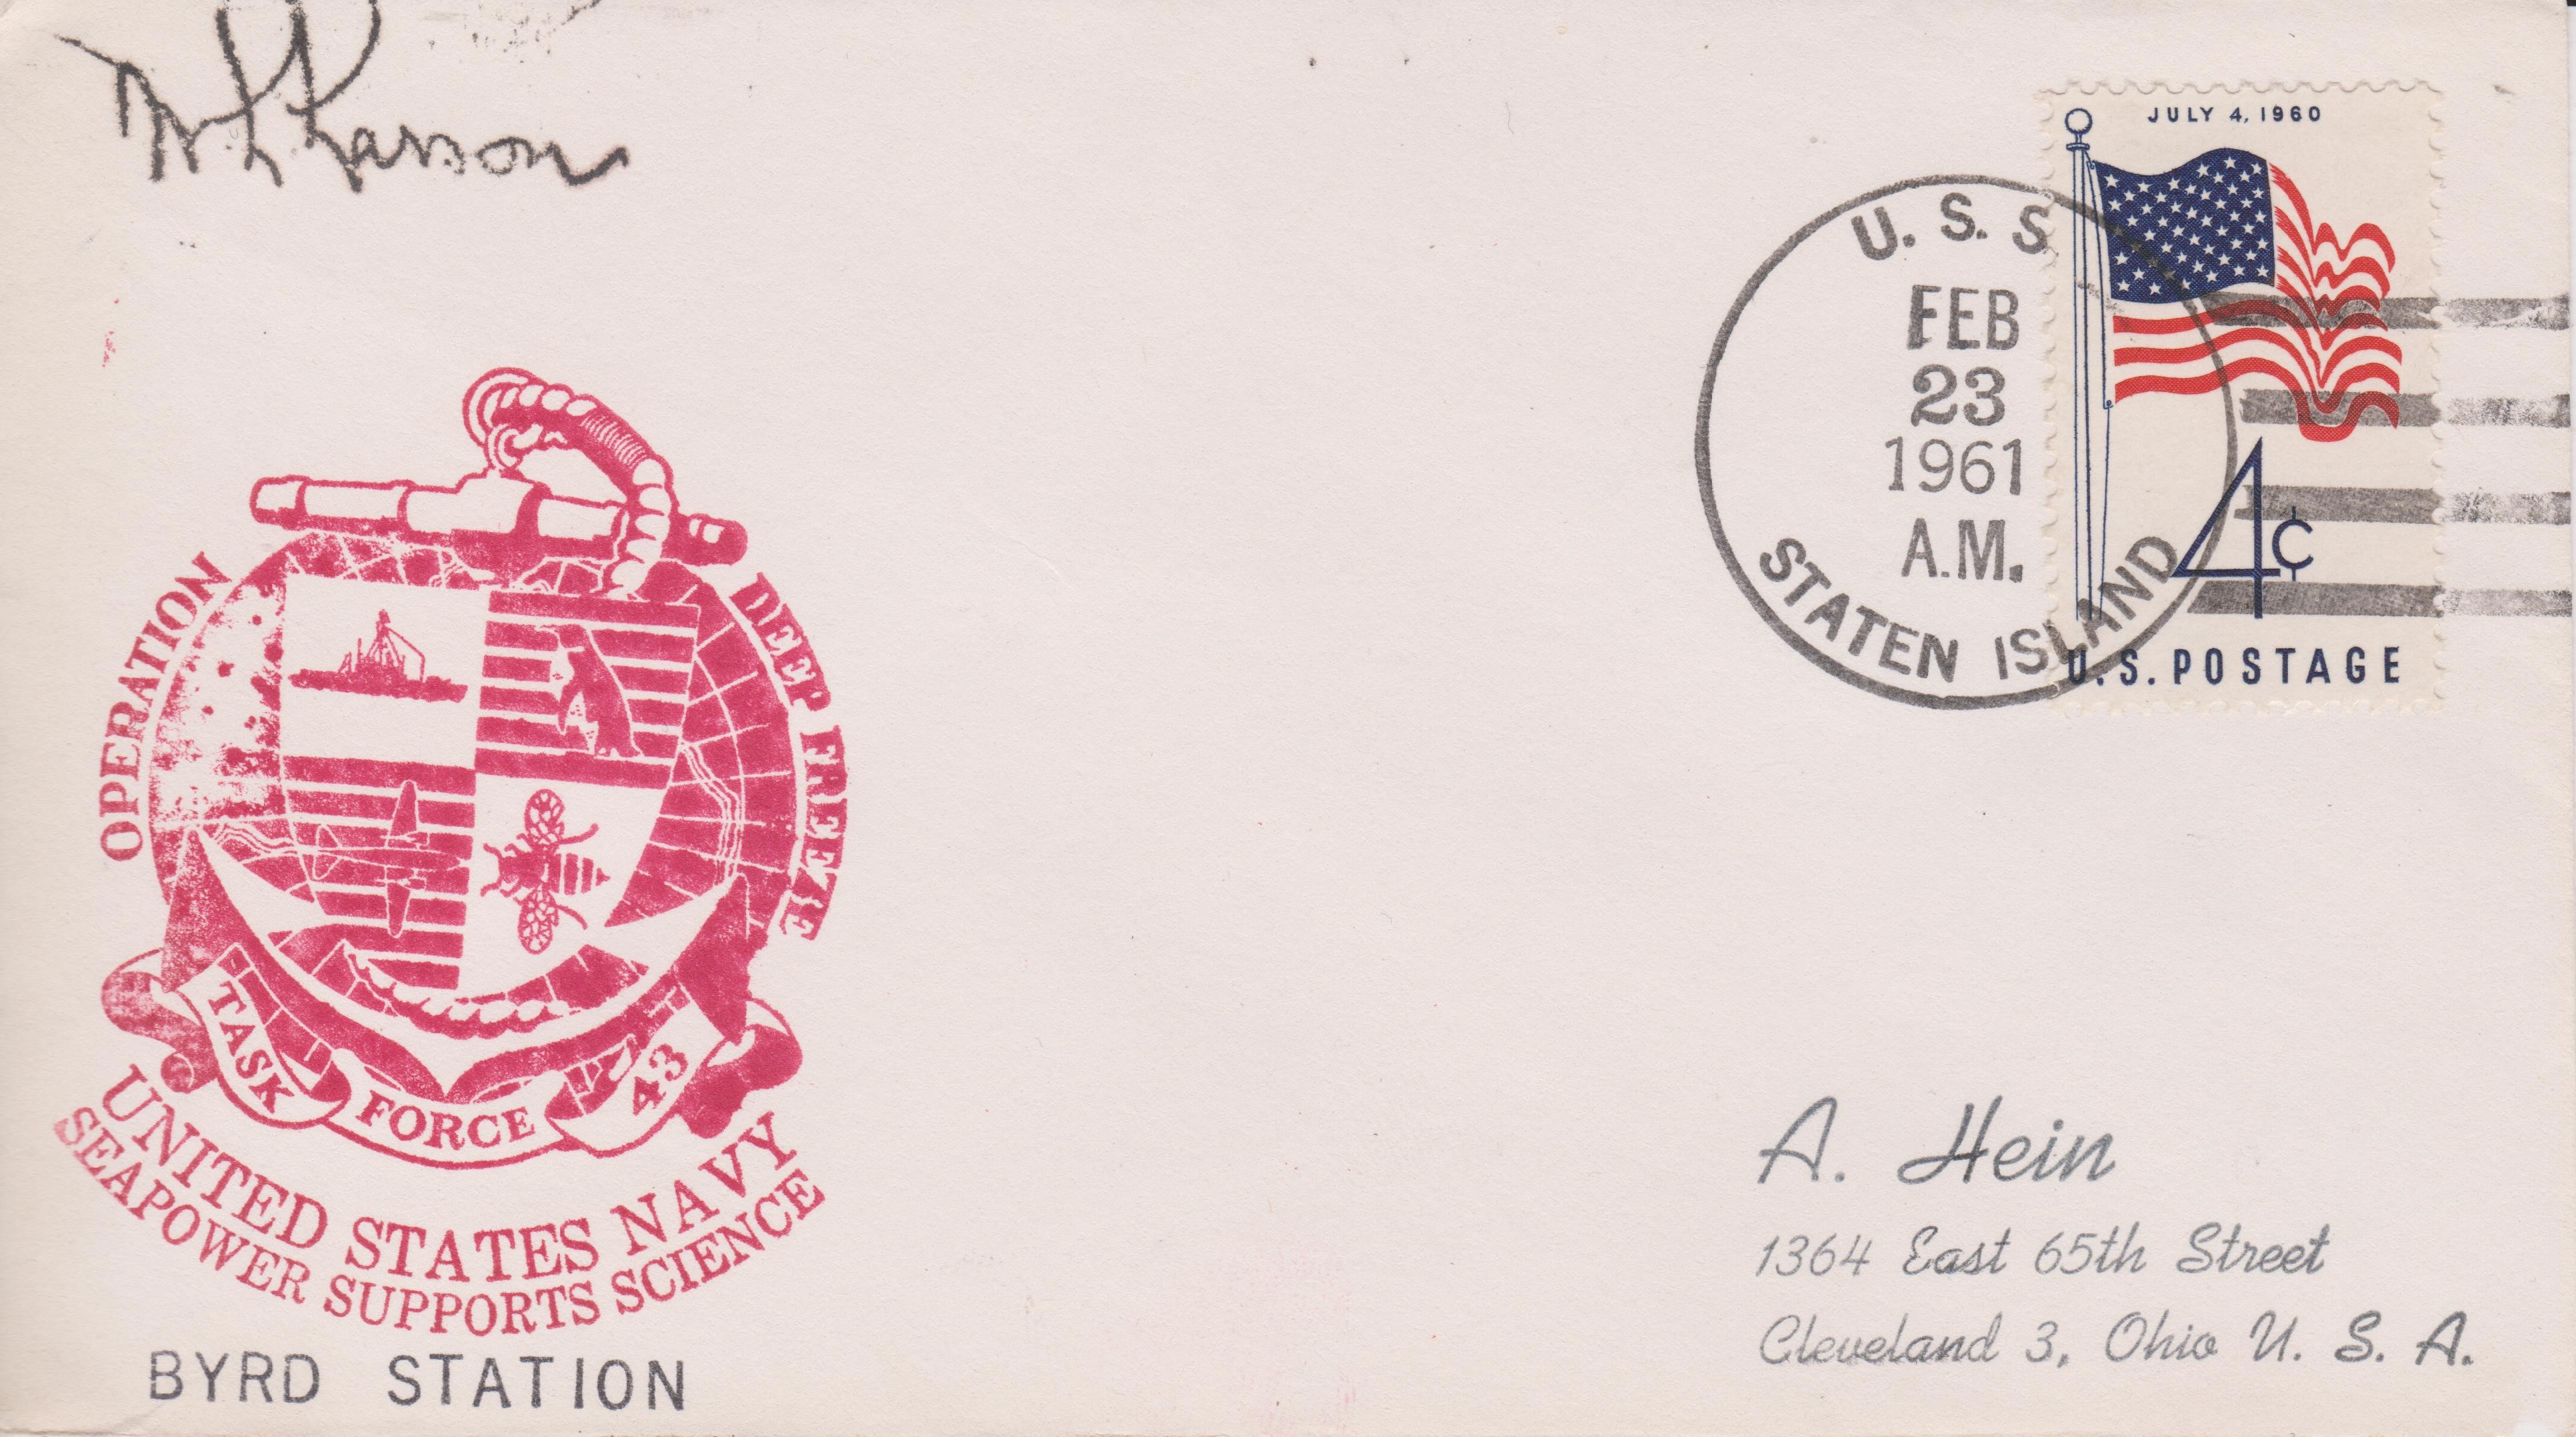 JULY 4, 1960
U. S. S
FEB
23
1961
A.M.
STATEN ISLAND
4¢
U.S. POSTAGE
OPERATION DEEP FREEZE
TASK FORCE 43
UNITED STATES NAVY
SEAPOWER SUPPORTS SCIENCE
BYRD STATION
A. Hein
1364 East 65th Street
Cleveland 3, Ohio U. S. A.